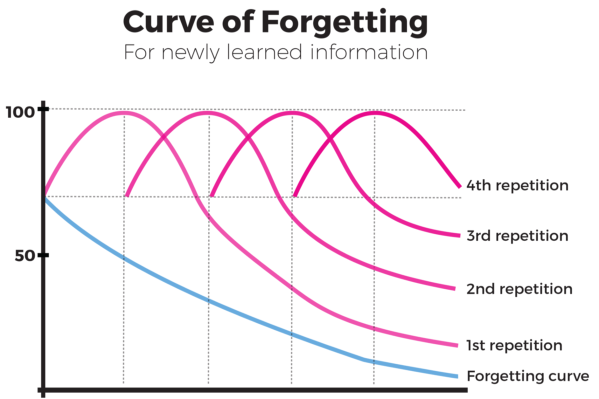 Curve of Forgetting
For newly learned information
100
4th repetition
3rd repetition
50
2nd repetition
1st repetition
Forgetting curve